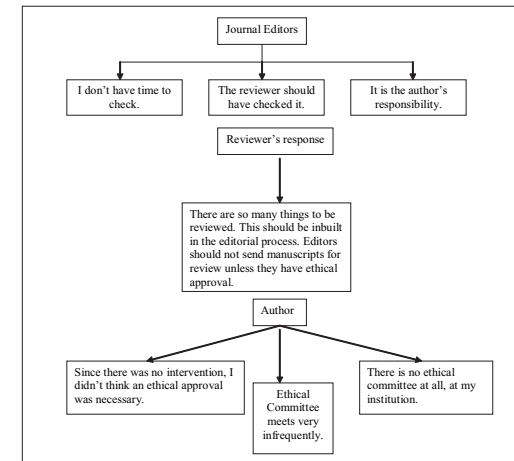 Journal Editors
I don't have time to
check.
The reviewer should
have checked it.
It is the author's
responsibility.
Reviewer's response
There are so many things to be
reviewed. This should be inbuilt
in the editorial process. Editors
should not send manuscripts for
review unless they have ethical
approval.
Author
Since there was no intervention, I
didn't think an ethical approval
was necessary.
Ethical
Committee
meets very
infrequently.
There is no ethical
committee at all, at my
institution.